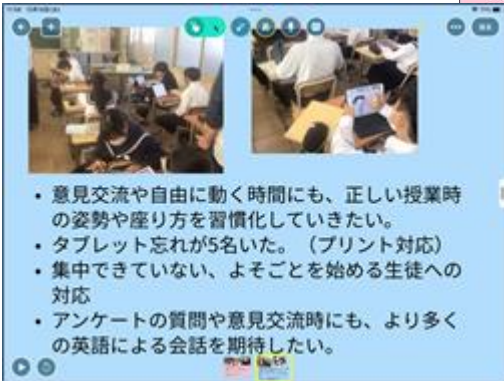 • 意見交流や自由に動く時間にも、正しい授業時
の姿勢や座り方を習慣化していきたい。
• タブレット忘れが5名いた。（プリント対応）
• 集中できていない、よそごとを始める生徒への
対応
• アンケートの質問や意見交流時にも、より多く
の英語による会話を期待したい。